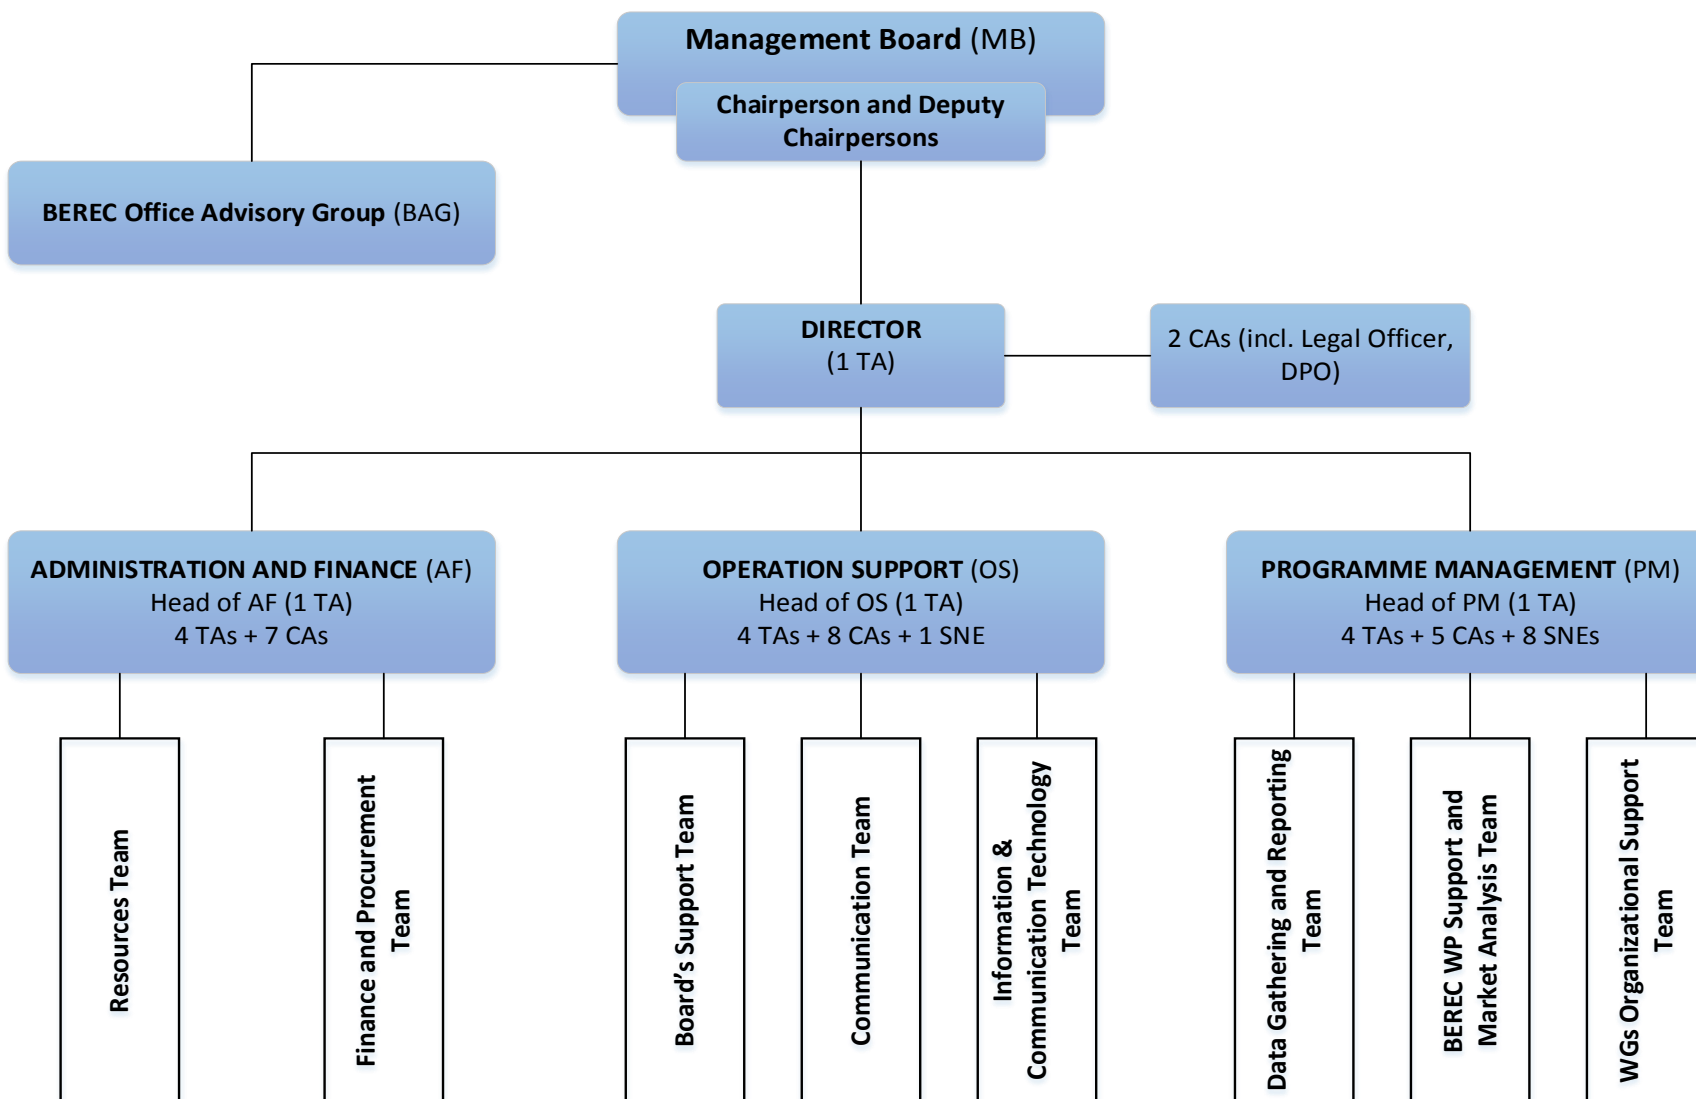 Management Board (MB)
Chairperson and Deputy
Chairpersons
BEREC Office Advisory Group (BAG)
DIRECTOR
(1 TA)
2 CAs (incl. Legal Officer,
DPO)
ADMINISTRATION AND FINANCE (AF)
Head of AF (1 TA)
4 TAs + 7 CAs
OPERATION SUPPORT (OS)
Head of OS (1 TA)
4 TAs + 8 CAs + 1 SNE
PROGRAMME MANAGEMENT (PM)
Head of PM (1 TA)
4 TAs + 5 CAs + 8 SNEs
Resources Team
Finance and Procurement
Team
Board’s Support Team
Communication Team
Information &
Communication Technology
Team
Data Gathering and Reporting
Team
BEREC WP Support and
Market Analysis Team
WGs Organizational Support
Team